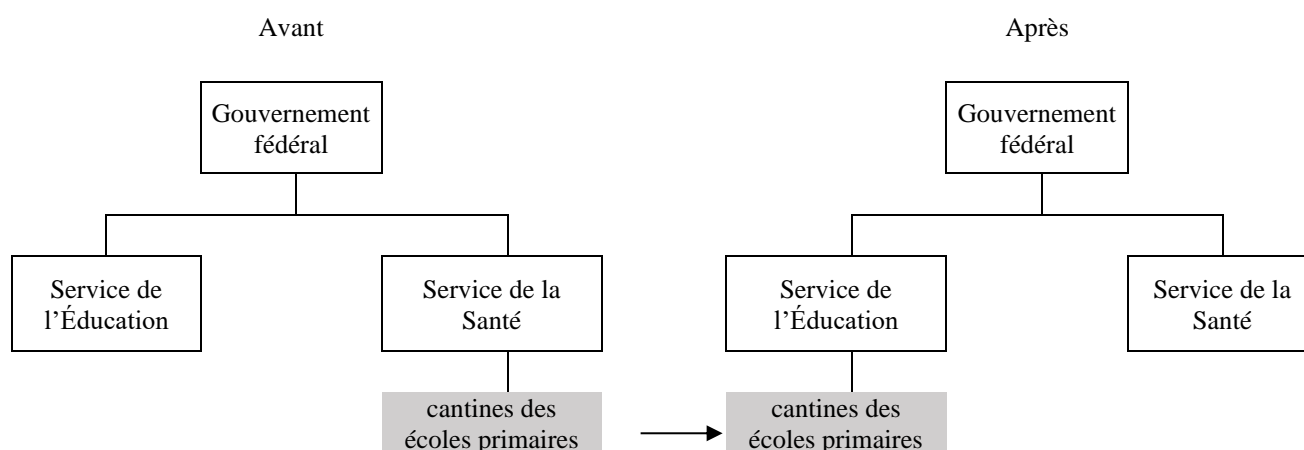 Avant
Après
Gouvernement
fédéral
Gouvernement
fédéral
Service de
l’Éducation
Service de la
Santé
Service de
l’Éducation
Service de la
Santé
cantines des
écoles primaires
cantines des
écoles primaires